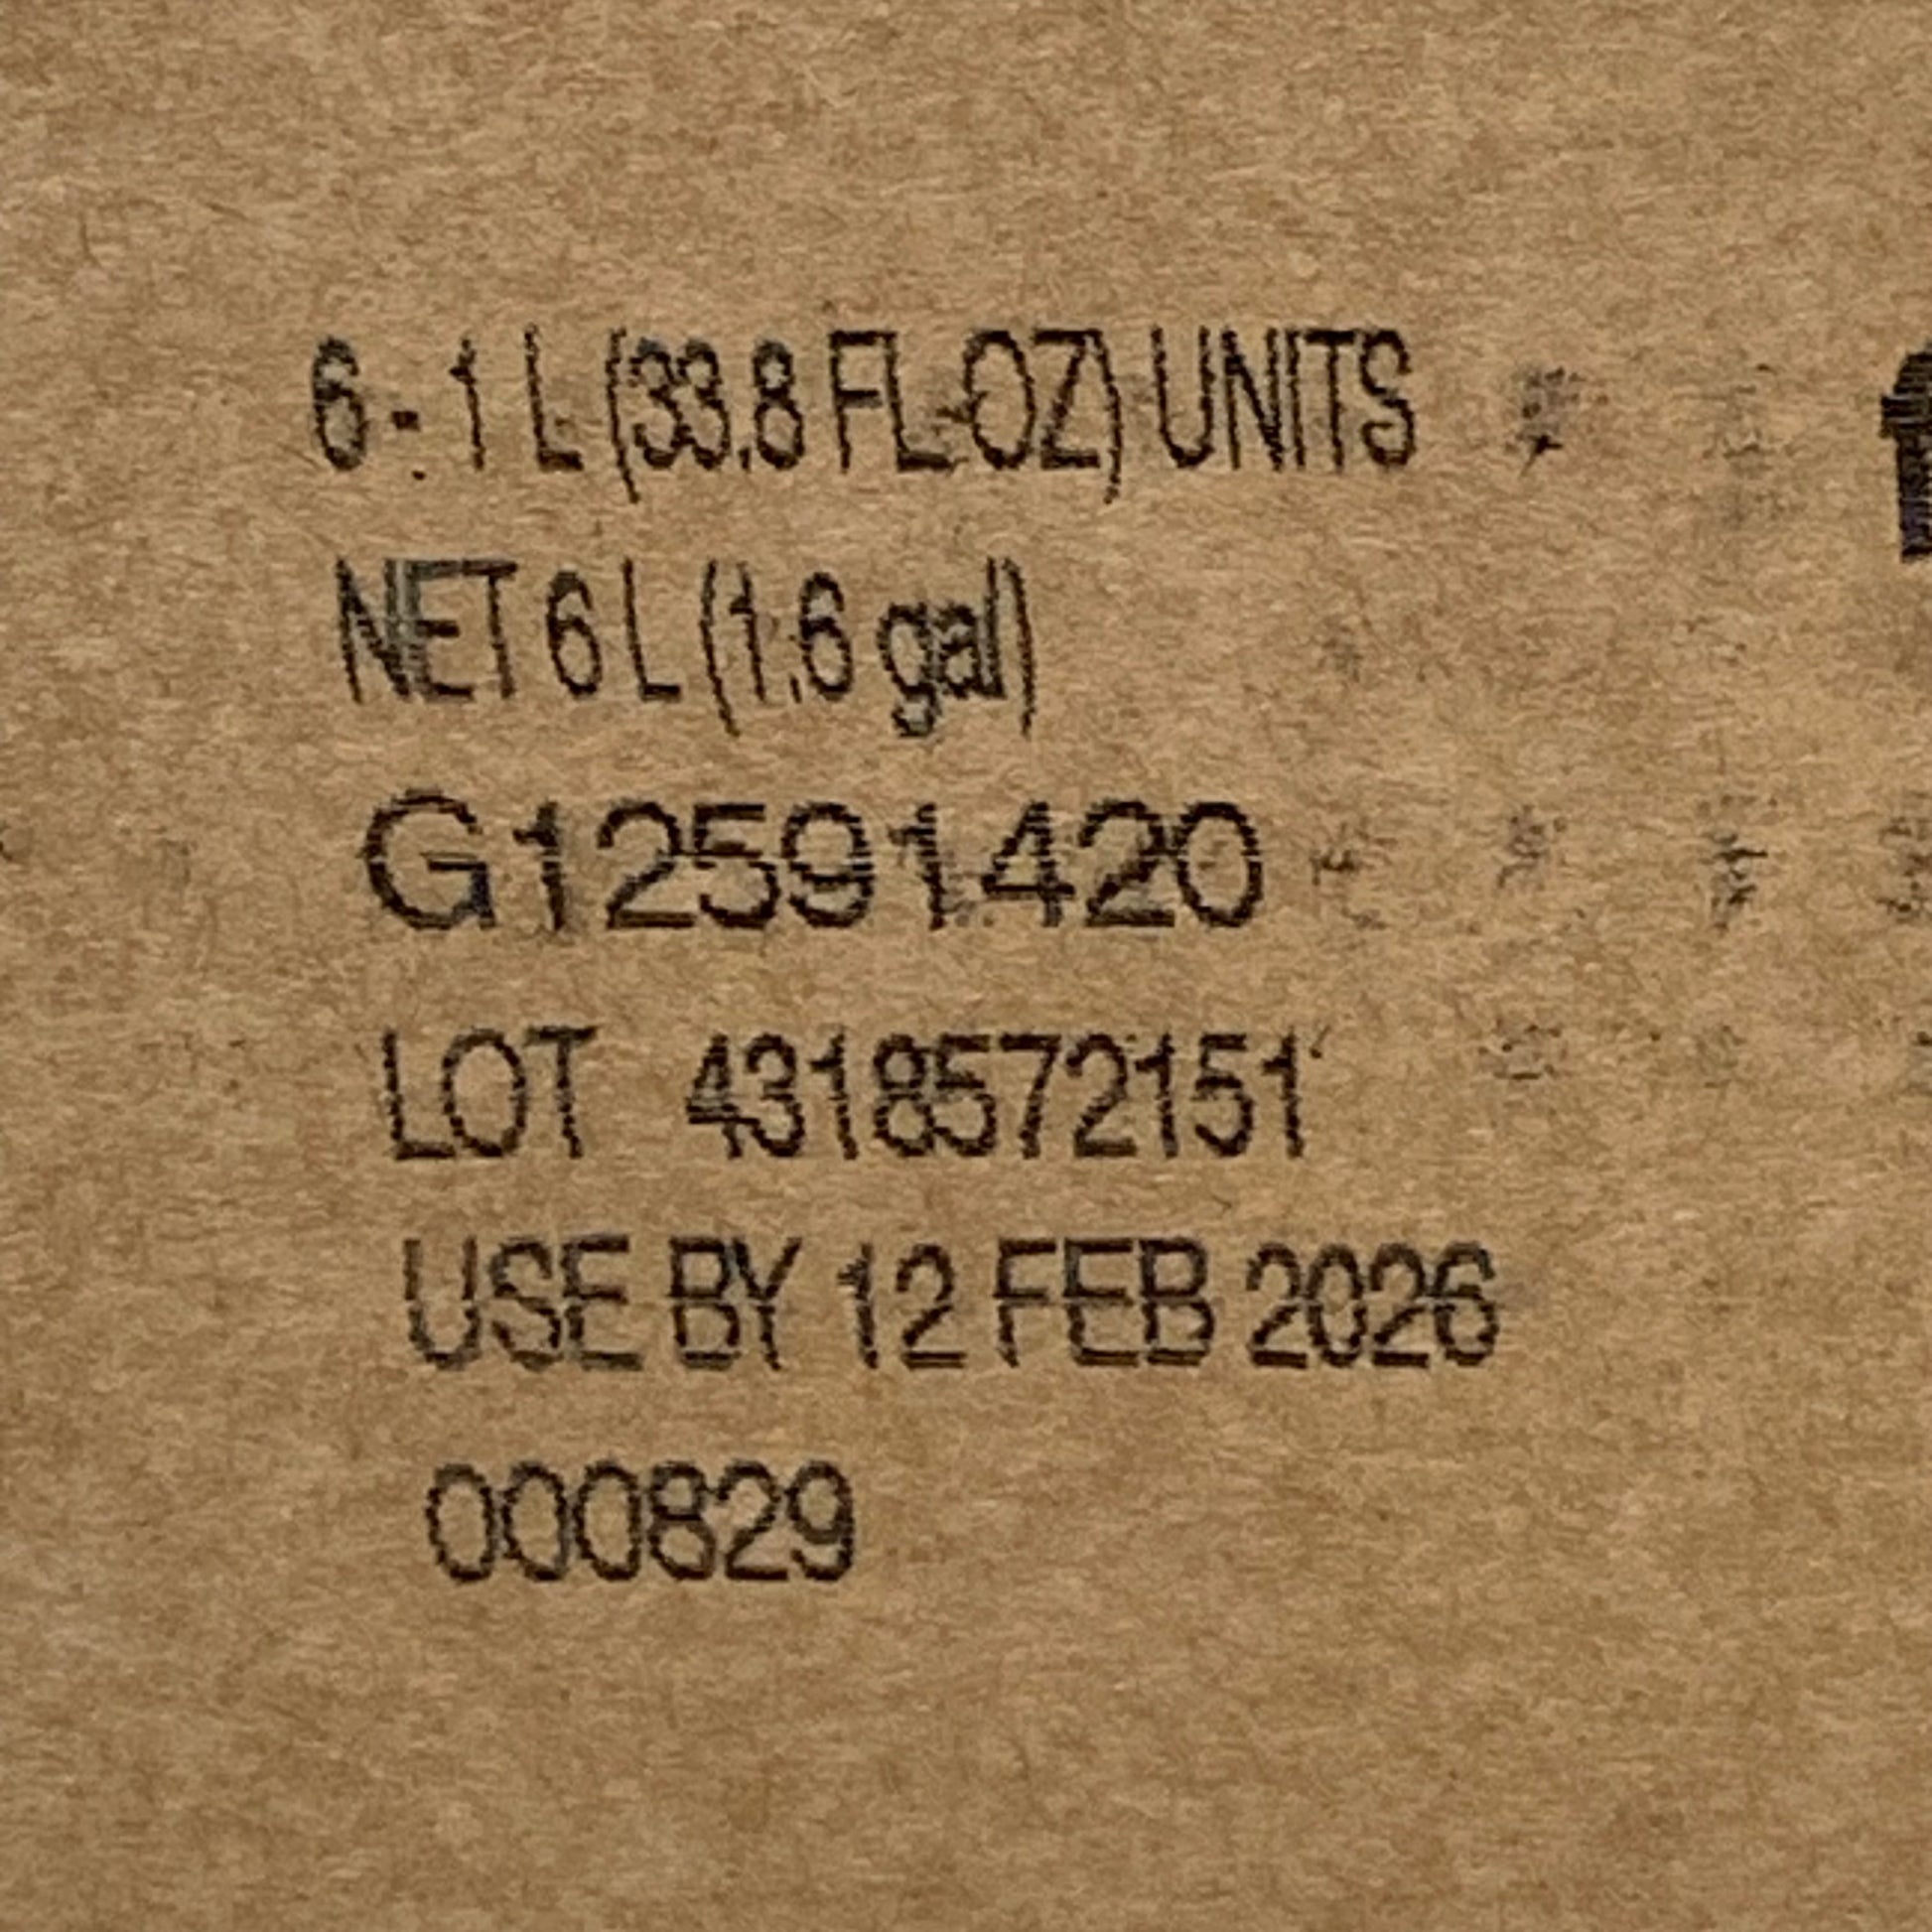 6 - 1 L (33.8 FL OZ) UNITS
NET 6 L (1.6 gal)
G12591420
LOT 4318572151
USE BY 12 FEB 2026
000829